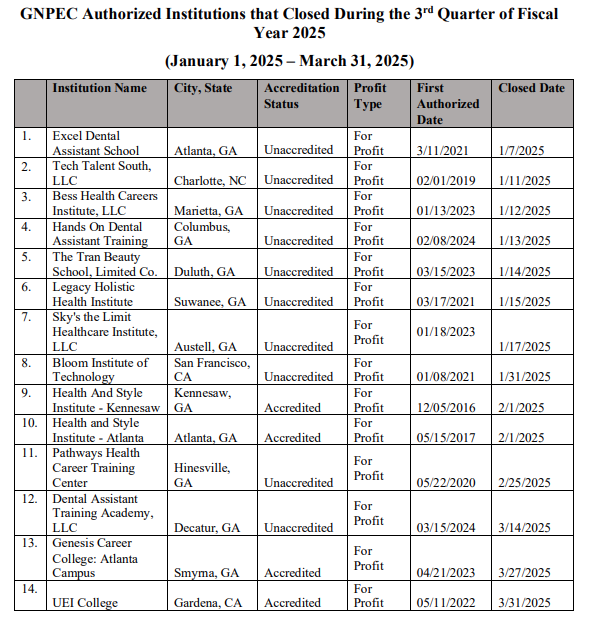 GNPEC Authorized Institutions that Closed During the 3rd Quarter of Fiscal
Year 2025
(January 1, 2025 – March 31, 2025)
Institution Name | City, State | Accreditation Status | Profit Type | First Authorized Date | Closed Date
1. Excel Dental Assistant School | Atlanta, GA | Unaccredited | For Profit | 3/11/2021 | 1/7/2025
2. Tech Talent South, LLC | Charlotte, NC | Unaccredited | For Profit | 02/01/2019 | 1/11/2025
3. Bess Health Careers Institute, LLC | Marietta, GA | Unaccredited | For Profit | 01/13/2023 | 1/12/2025
4. Hands On Dental Assistant Training | Columbus, GA | Unaccredited | For Profit | 02/08/2024 | 1/13/2025
5. The Tran Beauty School, Limited Co. | Duluth, GA | Unaccredited | For Profit | 03/15/2023 | 1/14/2025
6. Legacy Holistic Health Institute | Suwanee, GA | Unaccredited | For Profit | 03/17/2021 | 1/15/2025
7. Sky's the Limit Healthcare Institute, LLC | Austell, GA | Unaccredited | For Profit | 01/18/2023 | 1/17/2025
8. Bloom Institute of Technology | San Francisco, CA | Unaccredited | For Profit | 01/08/2021 | 1/31/2025
9. Health And Style Institute - Kennesaw | Kennesaw, GA | Accredited | For Profit | 12/05/2016 | 2/1/2025
10. Health and Style Institute - Atlanta | Atlanta, GA | Accredited | For Profit | 05/15/2017 | 2/1/2025
11. Pathways Health Career Training Center | Hinesville, GA | Unaccredited | For Profit | 05/22/2020 | 2/25/2025
12. Dental Assistant Training Academy, LLC | Decatur, GA | Unaccredited | For Profit | 03/15/2024 | 3/14/2025
13. Genesis Career College: Atlanta Campus | Smyrna, GA | Accredited | For Profit | 04/21/2023 | 3/27/2025
14. UEI College | Gardena, CA | Accredited | For Profit | 05/11/2022 | 3/31/2025